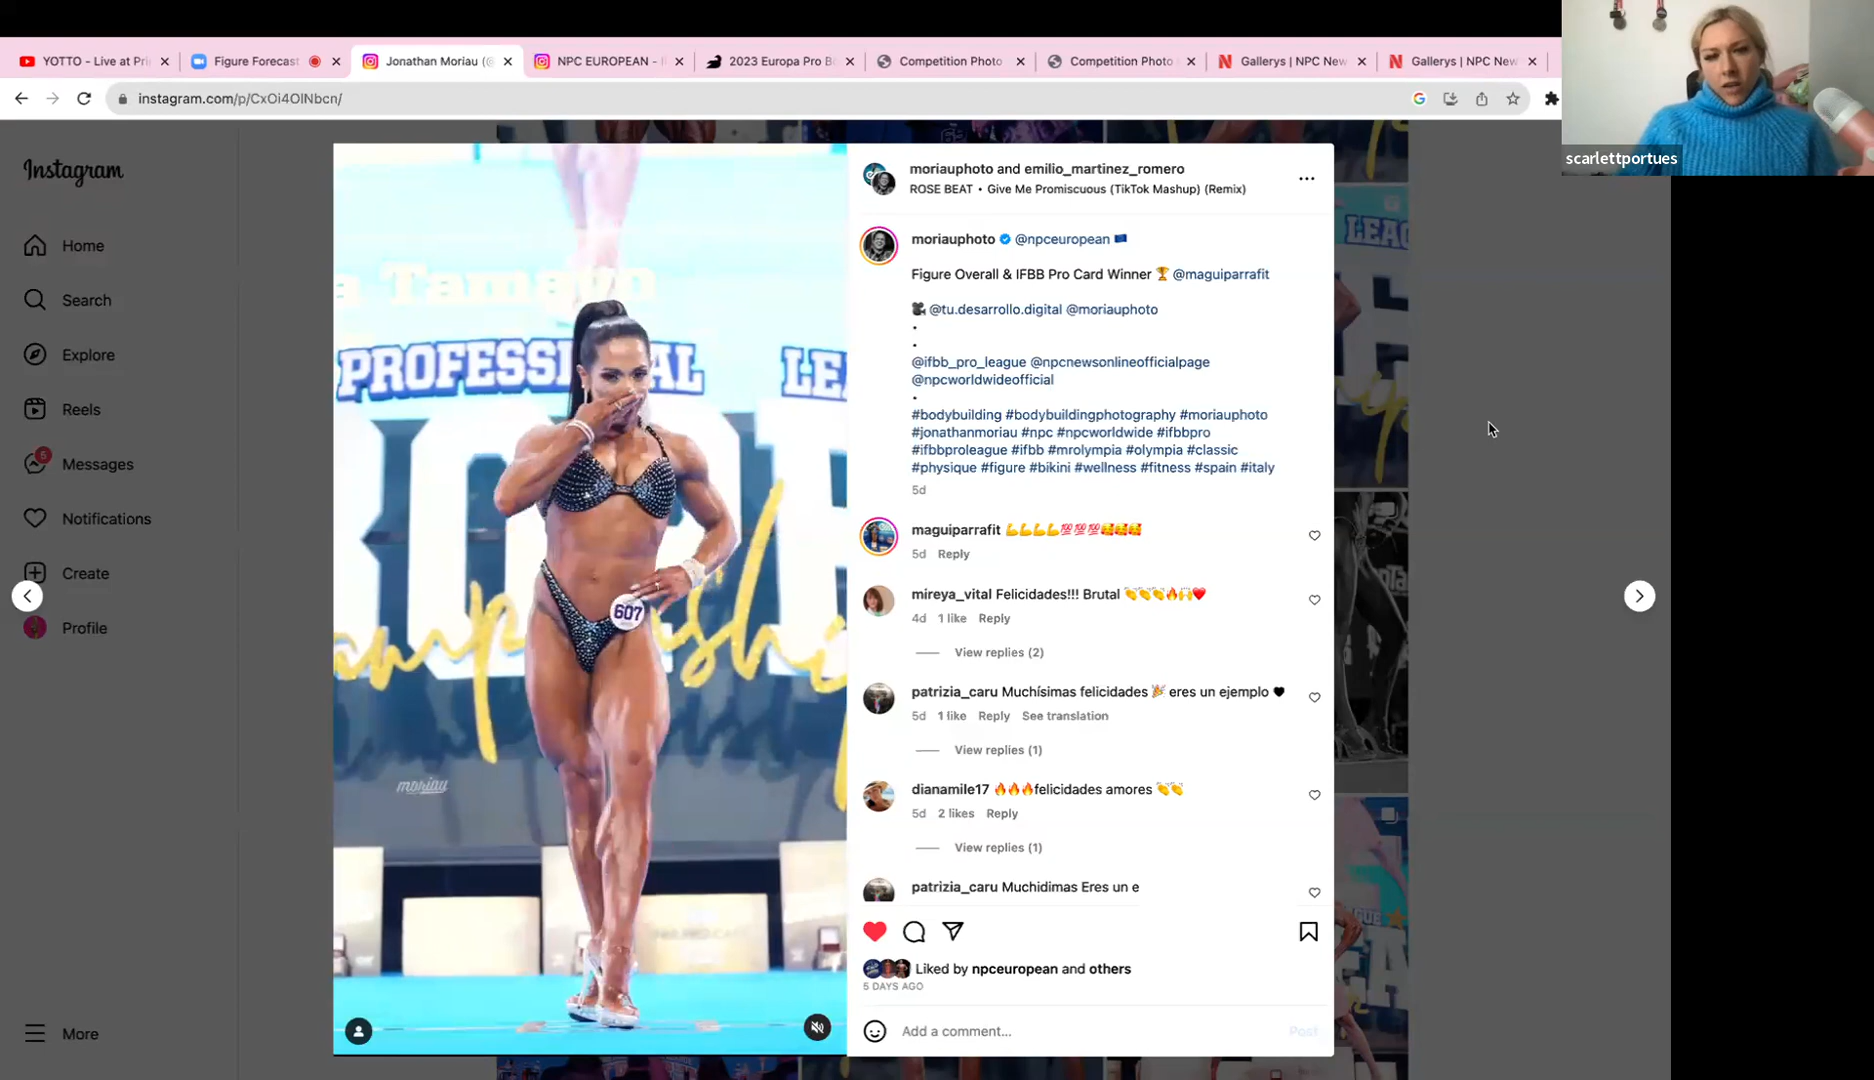 YOTTO - Live at Pri
Figure Forecast
Jonathan Moriau (@
NPC EUROPEAN - I
2023 Europa Pro B
Competition Photo
Competition Photo
Gallerys | NPC New
Gallerys | NPC New
instagram.com/p/CxOi4OlNbcn/
scarlettportues
Instagram
Home
Search
Explore
Reels
5
Messages
Notifications
Create
Profile
More
a Tamayo
PROFESSIONAL
LEA
607
moriau
moriauphoto and emilio_martinez_romero
ROSE BEAT • Give Me Promiscuous (TikTok Mashup) (Remix)
moriauphoto @npceuropean 🇪🇺
Figure Overall & IFBB Pro Card Winner 🏆 @maguiparrafit
🎥 @tu.desarrollo.digital @moriauphoto
•
•
@ifbb_pro_league @npcnewsonlineofficialpage
@npcworldwideofficial
•
#bodybuilding #bodybuildingphotography #moriauphoto
#jonathanmoriau #npc #npcworldwide #ifbbpro
#ifbbproleague #ifbb #mrolympia #olympia #classic
#physique #figure #bikini #wellness #fitness #spain #italy
5d
maguiparrafit 💪💪💪💪💯💯💯🥰🥰🥰
5d Reply
mireya_vital Felicidades!!! Brutal 👏👏👏🔥🙌❤️
4d 1 like Reply
View replies (2)
patrizia_caru Muchísimas felicidades 🎉 eres un ejemplo 🖤
5d 1 like Reply See translation
View replies (1)
dianamile17 🔥🔥🔥felicidades amores 👏👏
5d 2 likes Reply
View replies (1)
patrizia_caru Muchidimas Eres un e
Liked by npceuropean and others
5 DAYS AGO
Add a comment...
Post
LEAG